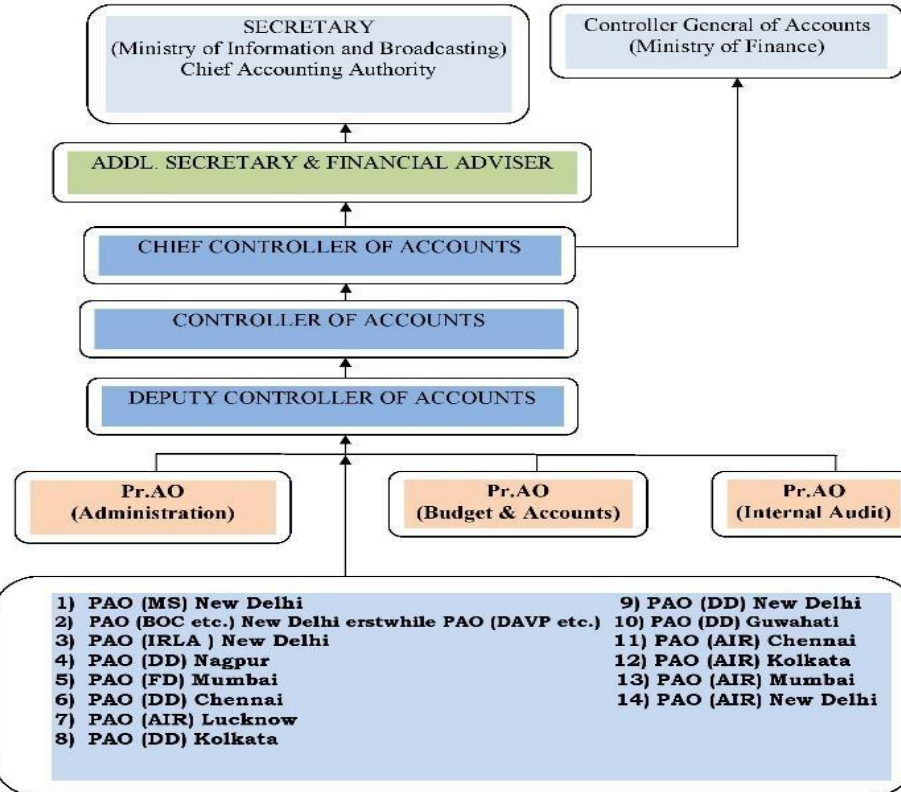 SECRETARY
(Ministry of Information and Broadcasting)
Chief Accounting Authority
Controller General of Accounts
(Ministry of Finance)
ADDL. SECRETARY & FINANCIAL ADVISER
CHIEF CONTROLLER OF ACCOUNTS
CONTROLLER OF ACCOUNTS
DEPUTY CONTROLLER OF ACCOUNTS
Pr.AO
(Administration)
Pr.AO
(Budget & Accounts)
Pr.AO
(Internal Audit)
1) PAO (MS) New Delhi
2) PAO (BOC etc.) New Delhi erstwhile PAO (DAVP etc.)
3) PAO (IRLA ) New Delhi
4) PAO (DD) Nagpur
5) PAO (FD) Mumbai
6) PAO (DD) Chennai
7) PAO (AIR) Lucknow
8) PAO (DD) Kolkata
9) PAO (DD) New Delhi
10) PAO (DD) Guwahati
11) PAO (AIR) Chennai
12) PAO (AIR) Kolkata
13) PAO (AIR) Mumbai
14) PAO (AIR) New Delhi